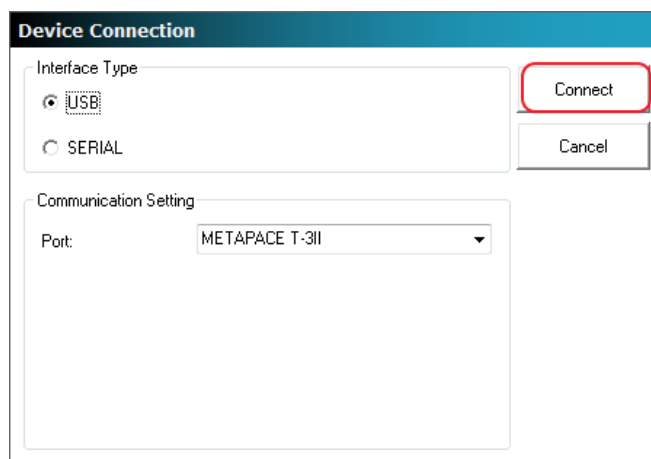 Device Connection
Interface Type
USB
SERIAL
Connect
Cancel
Communication Setting
Port: METAPACE T-3II